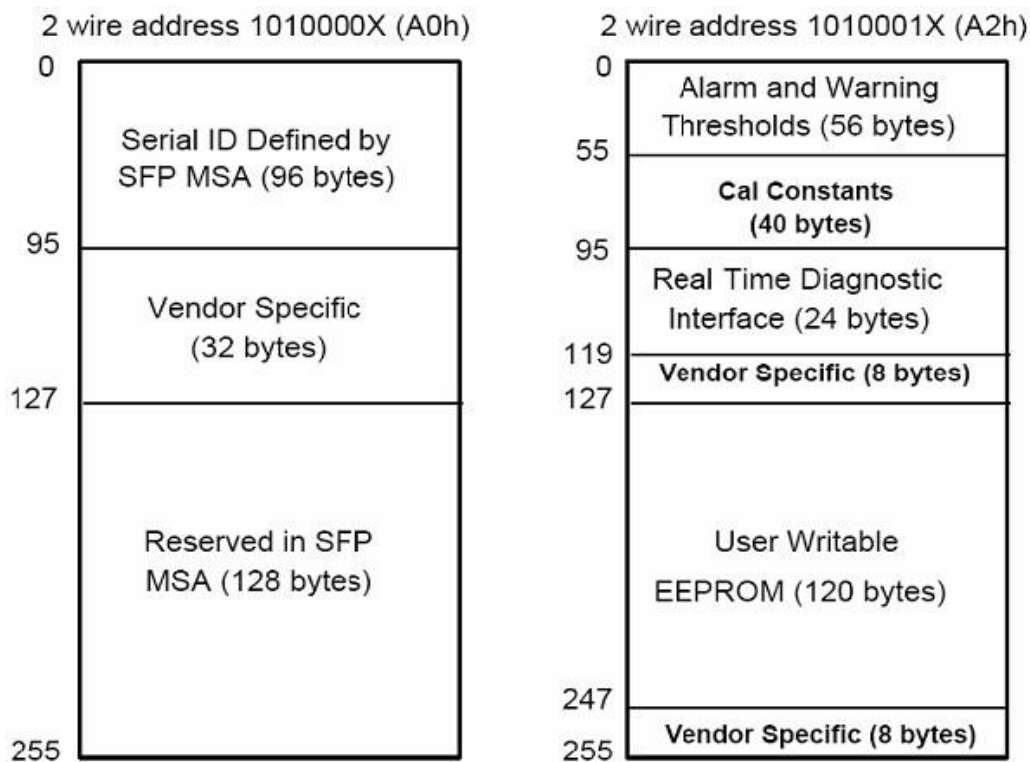 2 wire address 1010000X (A0h)
0
Serial ID Defined by
SFP MSA (96 bytes)
95
Vendor Specific
(32 bytes)
127
Reserved in SFP
MSA (128 bytes)
255
2 wire address 1010001X (A2h)
0
Alarm and Warning
Thresholds (56 bytes)
55
Cal Constants
(40 bytes)
95
Real Time Diagnostic
Interface (24 bytes)
119
Vendor Specific (8 bytes)
127
User Writable
EEPROM (120 bytes)
247
Vendor Specific (8 bytes)
255